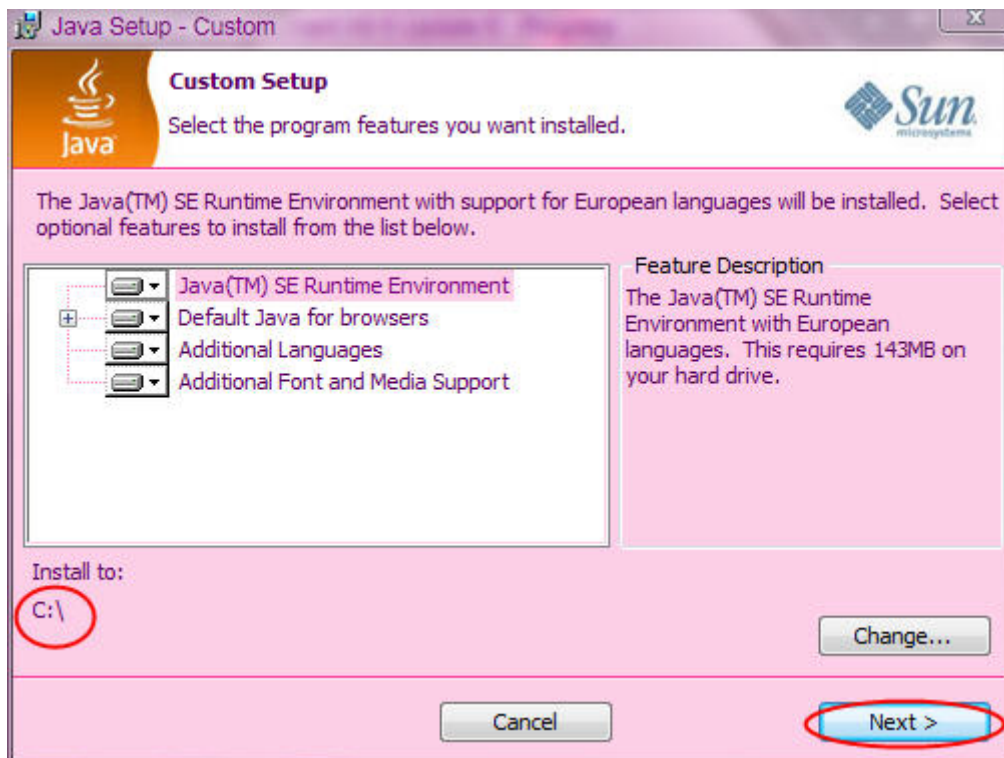 Java Setup - Custom
Java
Custom Setup
Select the program features you want installed.
Sun
microsystems
The Java(TM) SE Runtime Environment with support for European languages will be installed. Select
optional features to install from the list below.
Java(TM) SE Runtime Environment
Default Java for browsers
Additional Languages
Additional Font and Media Support
Feature Description
The Java(TM) SE Runtime
Environment with European
languages. This requires 143MB on
your hard drive.
Install to:
C:\
Change...
Cancel
Next >